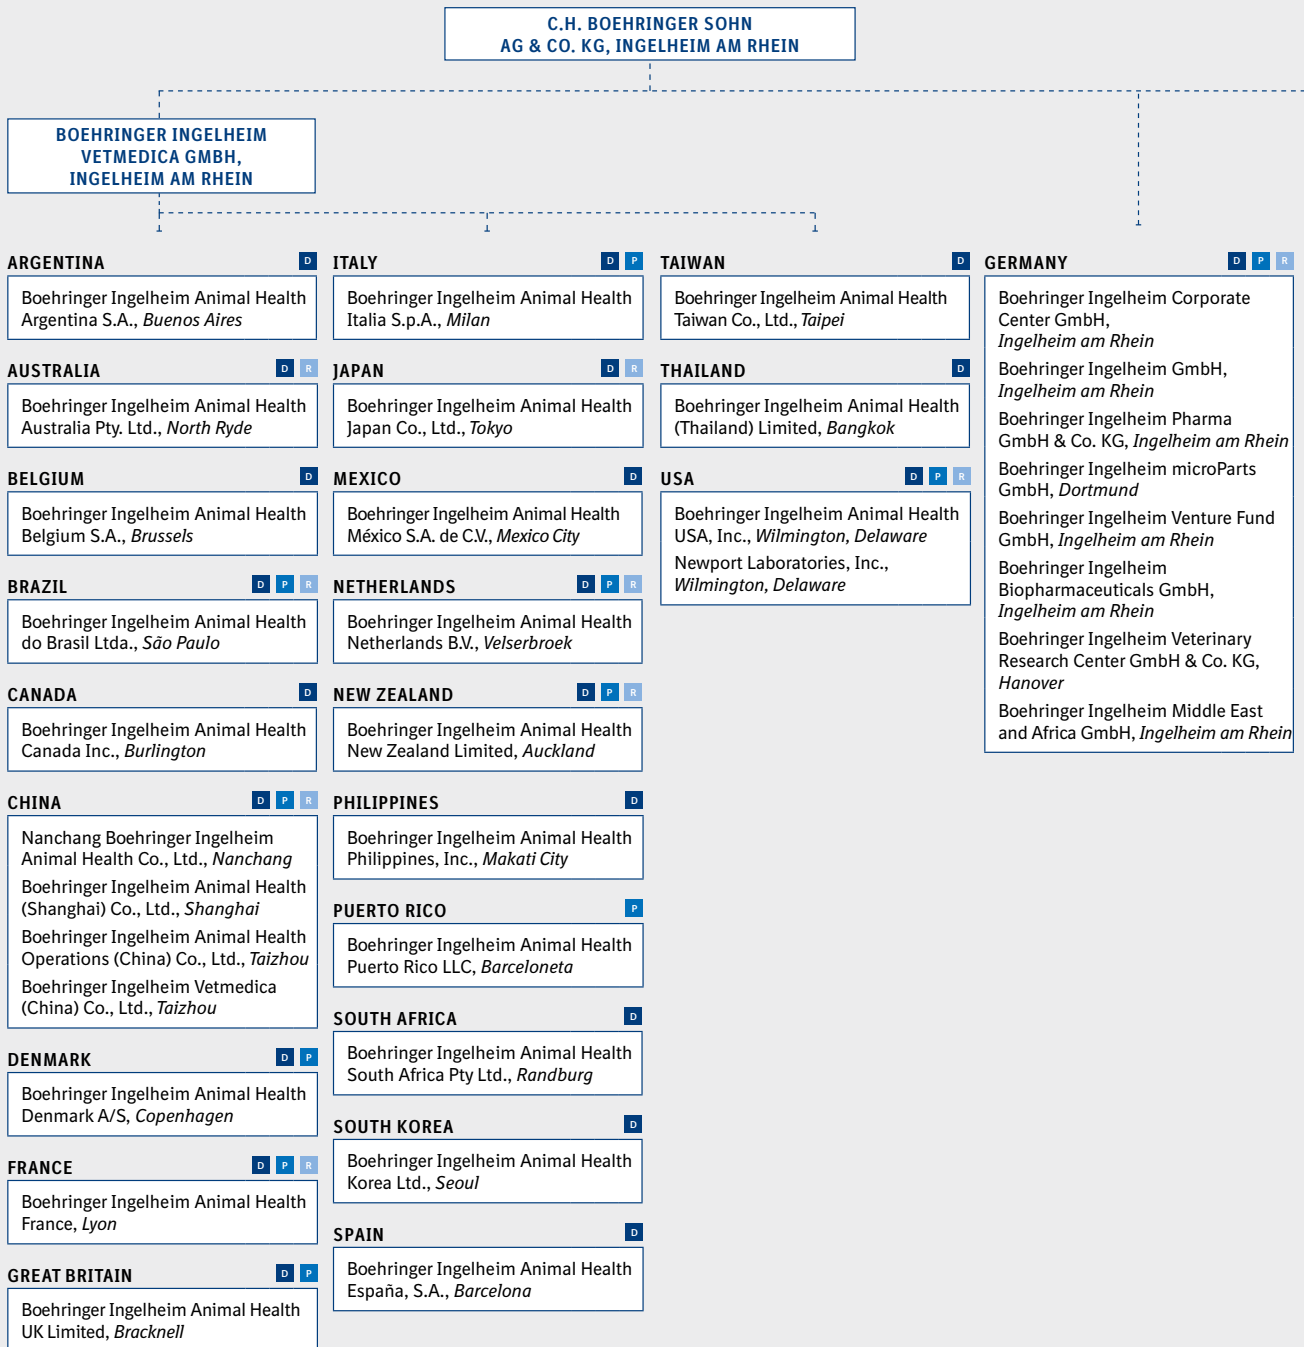 C.H. BOEHRINGER SOHN
AG & CO. KG, INGELHEIM AM RHEIN
BOEHRINGER INGELHEIM
VETMEDICA GMBH,
INGELHEIM AM RHEIN
ARGENTINA D
Boehringer Ingelheim Animal Health
Argentina S.A., Buenos Aires
AUSTRALIA D R
Boehringer Ingelheim Animal Health
Australia Pty. Ltd., North Ryde
BELGIUM D
Boehringer Ingelheim Animal Health
Belgium S.A., Brussels
BRAZIL D P R
Boehringer Ingelheim Animal Health
do Brasil Ltda., São Paulo
CANADA D
Boehringer Ingelheim Animal Health
Canada Inc., Burlington
CHINA D P R
Nanchang Boehringer Ingelheim
Animal Health Co., Ltd., Nanchang
Boehringer Ingelheim Animal Health
(Shanghai) Co., Ltd., Shanghai
Boehringer Ingelheim Animal Health
Operations (China) Co., Ltd., Taizhou
Boehringer Ingelheim Vetmedica
(China) Co., Ltd., Taizhou
DENMARK D P
Boehringer Ingelheim Animal Health
Denmark A/S, Copenhagen
FRANCE D P R
Boehringer Ingelheim Animal Health
France, Lyon
GREAT BRITAIN D P
Boehringer Ingelheim Animal Health
UK Limited, Bracknell
ITALY D P
Boehringer Ingelheim Animal Health
Italia S.p.A., Milan
JAPAN D R
Boehringer Ingelheim Animal Health
Japan Co., Ltd., Tokyo
MEXICO D
Boehringer Ingelheim Animal Health
México S.A. de C.V., Mexico City
NETHERLANDS D P R
Boehringer Ingelheim Animal Health
Netherlands B.V., Velserbroek
NEW ZEALAND D P R
Boehringer Ingelheim Animal Health
New Zealand Limited, Auckland
PHILIPPINES D
Boehringer Ingelheim Animal Health
Philippines, Inc., Makati City
PUERTO RICO P
Boehringer Ingelheim Animal Health
Puerto Rico LLC, Barceloneta
SOUTH AFRICA D
Boehringer Ingelheim Animal Health
South Africa Pty Ltd., Randburg
SOUTH KOREA D
Boehringer Ingelheim Animal Health
Korea Ltd., Seoul
SPAIN D
Boehringer Ingelheim Animal Health
España, S.A., Barcelona
TAIWAN D
Boehringer Ingelheim Animal Health
Taiwan Co., Ltd., Taipei
THAILAND D
Boehringer Ingelheim Animal Health
(Thailand) Limited, Bangkok
USA D P R
Boehringer Ingelheim Animal Health
USA, Inc., Wilmington, Delaware
Newport Laboratories, Inc.,
Wilmington, Delaware
GERMANY D P R
Boehringer Ingelheim Corporate
Center GmbH,
Ingelheim am Rhein
Boehringer Ingelheim GmbH,
Ingelheim am Rhein
Boehringer Ingelheim Pharma
GmbH & Co. KG, Ingelheim am Rhein
Boehringer Ingelheim microParts
GmbH, Dortmund
Boehringer Ingelheim Venture Fund
GmbH, Ingelheim am Rhein
Boehringer Ingelheim
Biopharmaceuticals GmbH,
Ingelheim am Rhein
Boehringer Ingelheim Veterinary
Research Center GmbH & Co. KG,
Hanover
Boehringer Ingelheim Middle East
and Africa GmbH, Ingelheim am Rhein